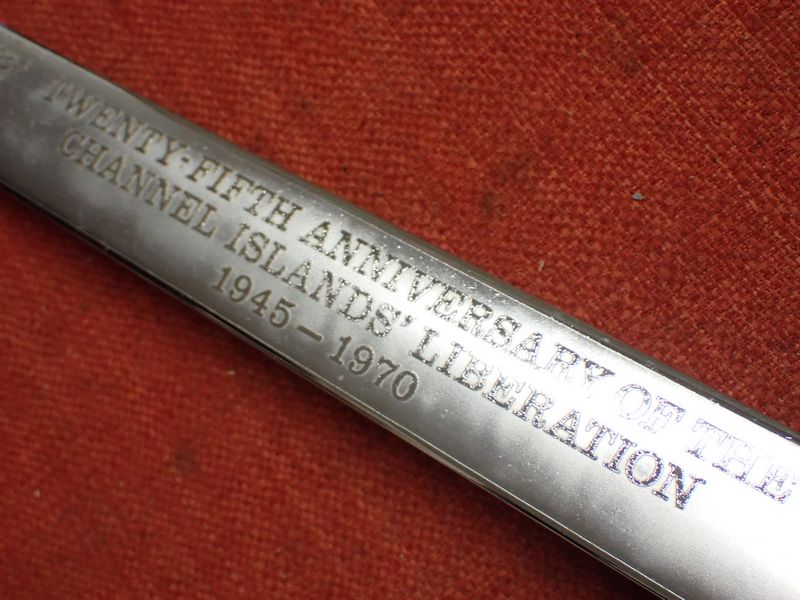 TWENTY-FIFTH ANNIVERSARY OF THE
CHANNEL ISLANDS' LIBERATION
1945 — 1970